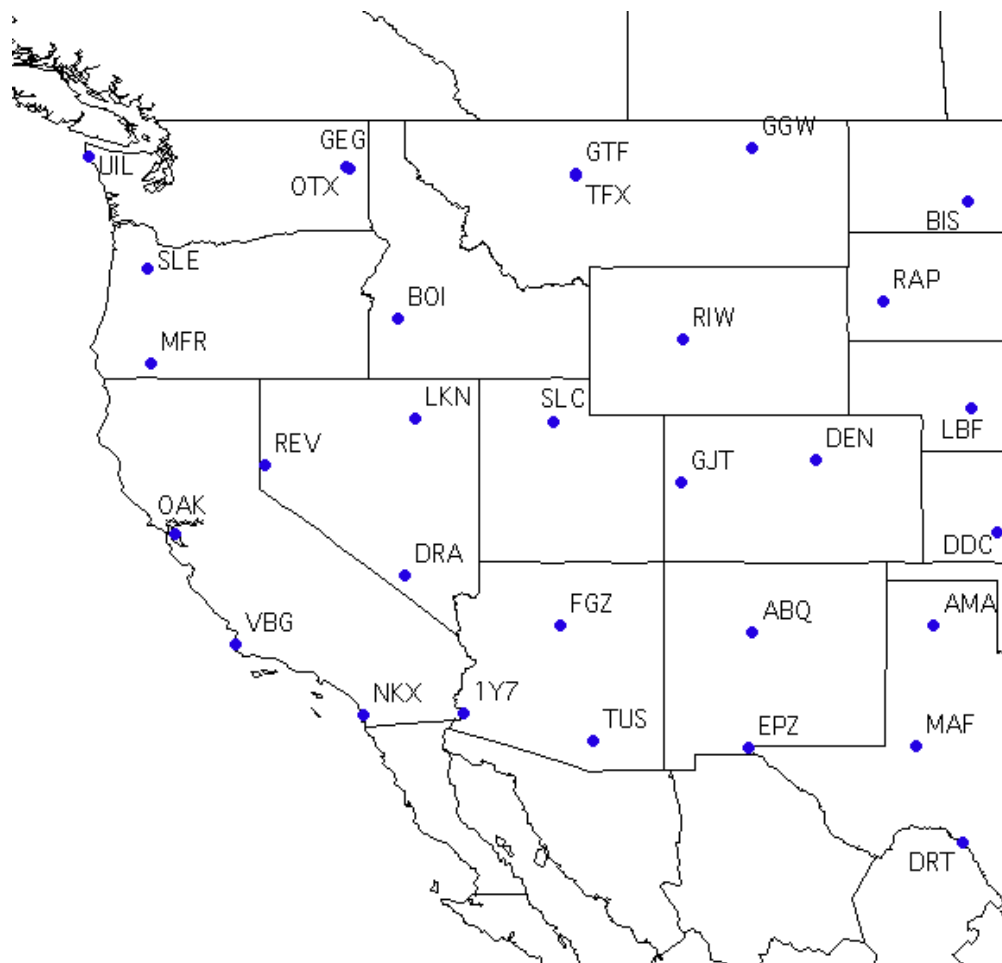 GGW
GEG
GTF
UIL
OTX
TFX
BIS
SLE
RAP
BOI
RIW
MFR
LKN
SLC
LBF
DEN
REV
GJT
OAK
DDC
DRA
FGZ
ABQ
AMA
VBG
NKX
1Y7
TUS
EPZ
MAF
DRT